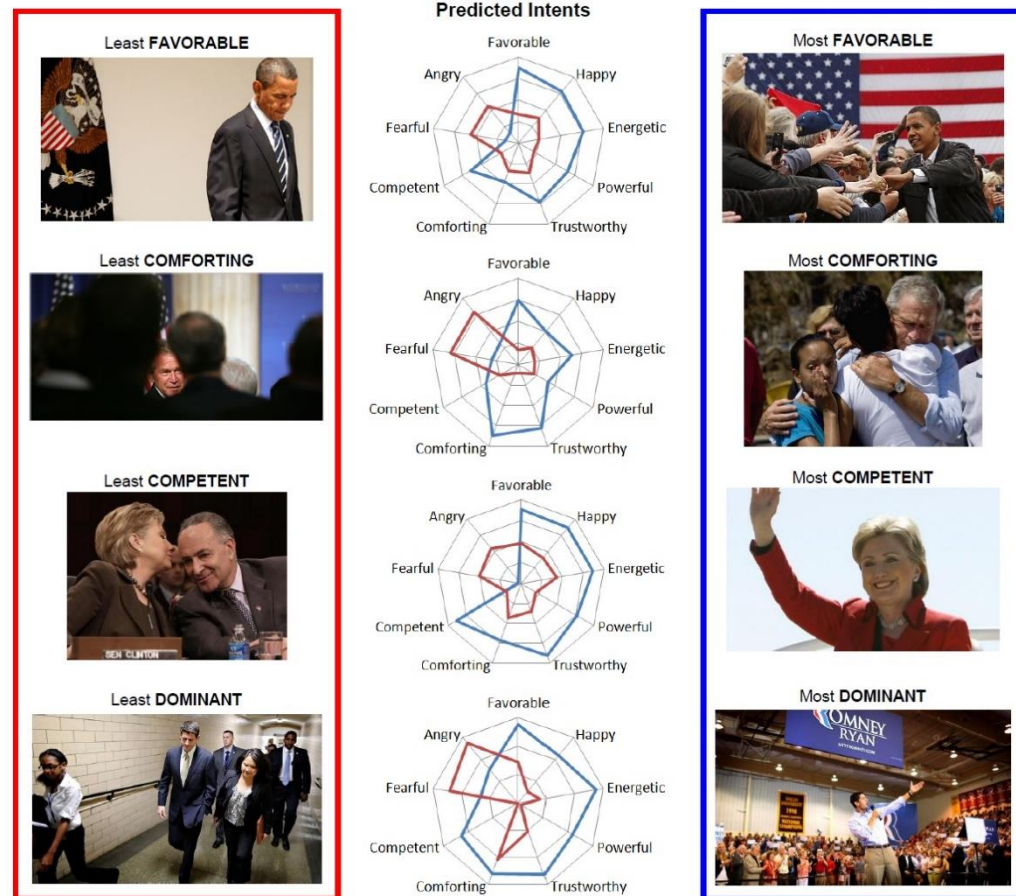 Predicted Intents
Least FAVORABLE
Favorable
Happy
Energetic
Powerful
Trustworthy
Comforting
Competent
Fearful
Angry
Most FAVORABLE
Least COMFORTING
Favorable
Happy
Energetic
Powerful
Trustworthy
Comforting
Competent
Fearful
Angry
Most COMFORTING
Least COMPETENT
SEN CLINTON
Favorable
Happy
Energetic
Powerful
Trustworthy
Comforting
Competent
Fearful
Angry
Most COMPETENT
Least DOMINANT
Favorable
Happy
Energetic
Powerful
Trustworthy
Comforting
Competent
Fearful
Angry
Most DOMINANT
OMNEY
RYAN